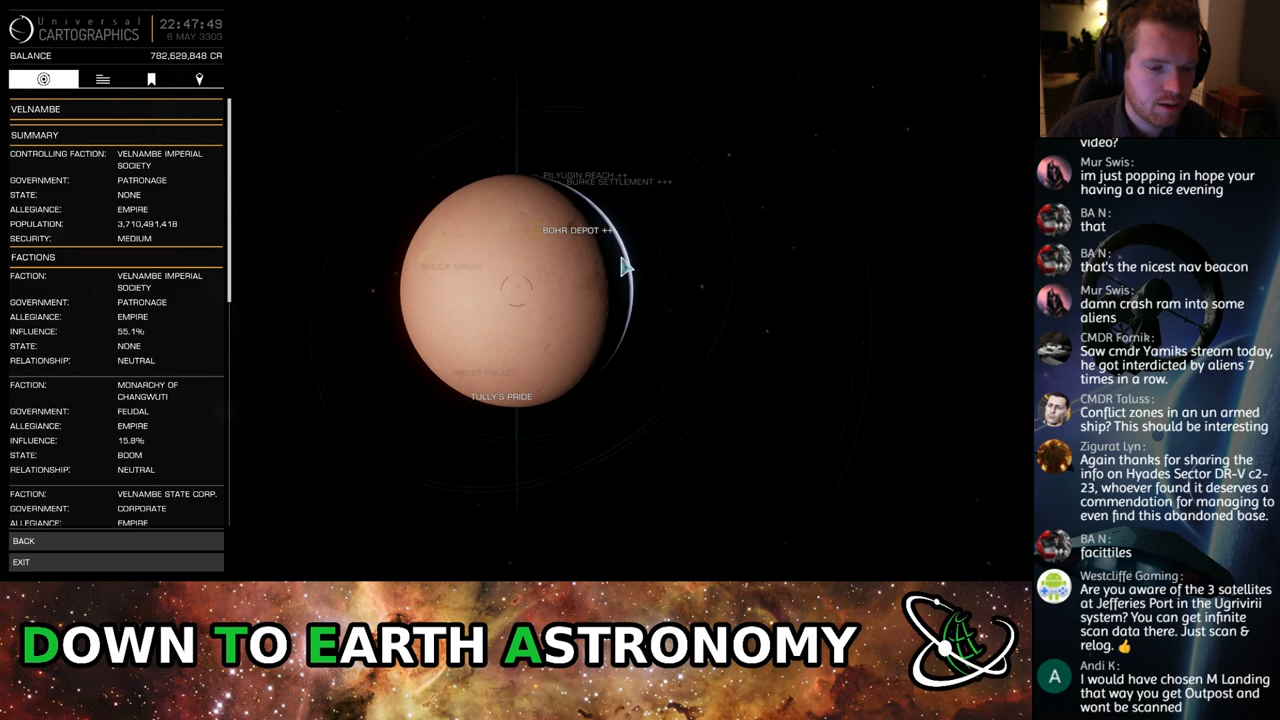 Universal
CARTOGRAPHICS
22:47:49
6 MAY 3303
BALANCE 782,629,848 CR
VELNAMBE
SUMMARY
CONTROLLING FACTION: VELNAMBE IMPERIAL
SOCIETY
GOVERNMENT: PATRONAGE
STATE: NONE
ALLEGIANCE: EMPIRE
POPULATION: 3,710,491,418
SECURITY: MEDIUM
FACTIONS
FACTION: VELNAMBE IMPERIAL
SOCIETY
GOVERNMENT: PATRONAGE
ALLEGIANCE: EMPIRE
INFLUENCE: 55.1%
STATE: NONE
RELATIONSHIP: NEUTRAL
FACTION: MONARCHY OF
CHANGWUTI
GOVERNMENT: FEUDAL
ALLEGIANCE: EMPIRE
INFLUENCE: 15.8%
STATE: BOOM
RELATIONSHIP: NEUTRAL
FACTION: VELNAMBE STATE CORP.
GOVERNMENT: CORPORATE
ALLEGIANCE: EMPIRE
BACK
EXIT
PILYUGIN REACH ++
BURKE SETTLEMENT +++
BOHR DEPOT ++
BRUCK VISION
TULLY'S PRIDE
video?
Mur Swis:
im just popping in hope your
having a a nice evening
BA N:
that
BA N:
that's the nicest nav beacon
Mur Swis:
damn crash ram into some
aliens
CMDR Fornik:
Saw cmdr Yamiks stream today,
he got interdicted by aliens 7
times in a row.
CMDR Taluss:
Conflict zones in an un armed
ship? This should be interesting
Zigurat Lyn:
Again thanks for sharing the
info on Hyades Sector DR-V c2-
23, whoever found it deserves a
commendation for managing to
even find this abandoned base.
BA N:
facittiles
Westcliffe Gaming:
Are you aware of the 3 satellites
at Jefferies Port in the Ugrivirii
system? You can get infinite
scan data there. Just scan &
relog. 👍
A
Andi K:
I would have chosen M Landing
that way you get Outpost and
wont be scanned
DOWN TO EARTH ASTRONOMY